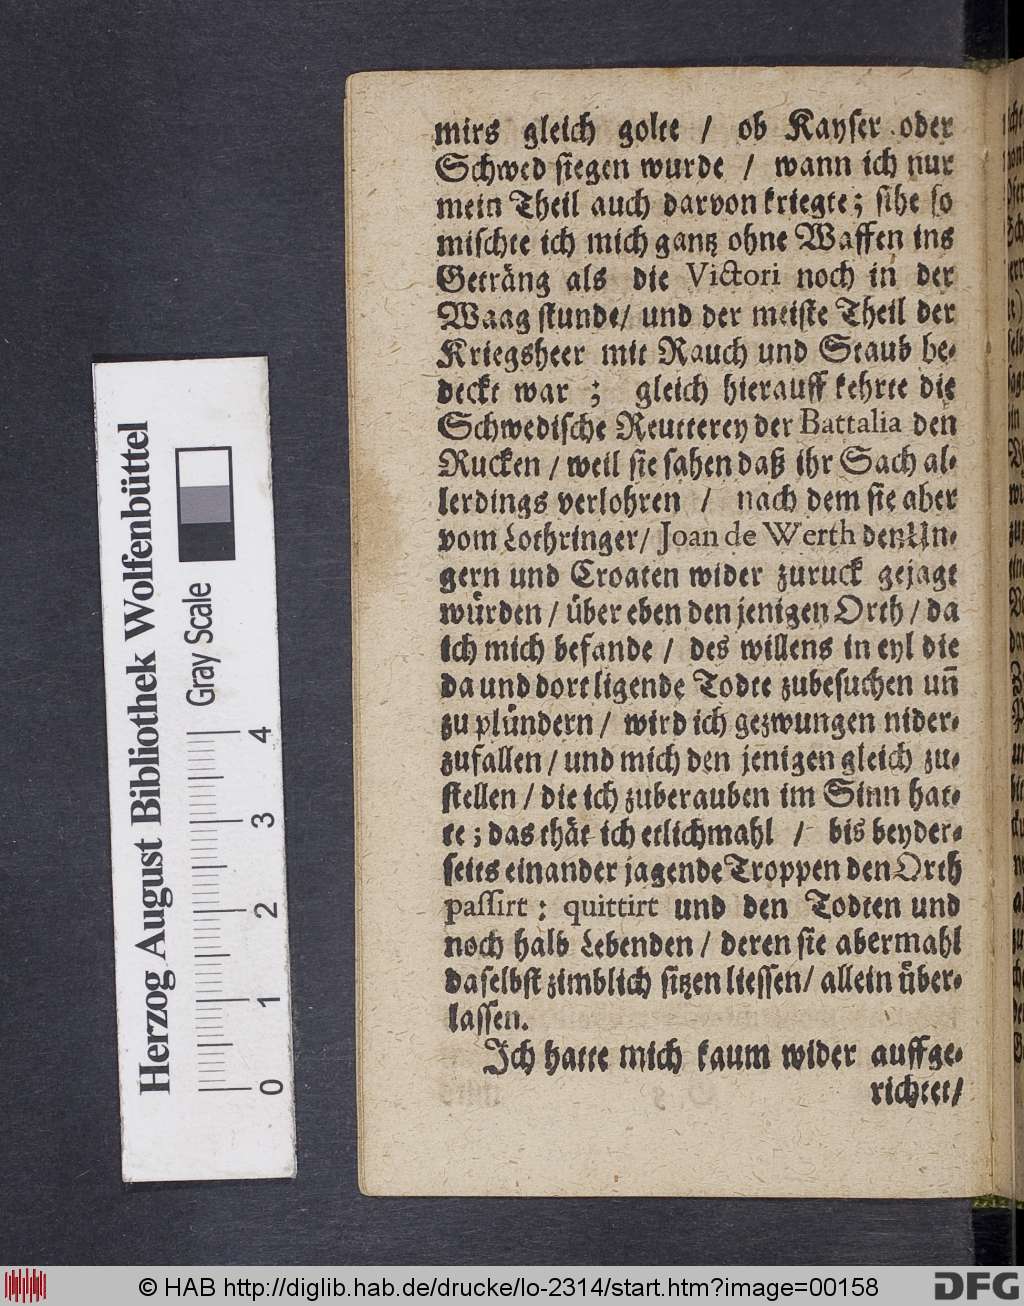 mirs gleich golte / ob Kayser oder
Schwed siegen wurde / wann ich nur
mein Theil auch darvon kriegte; sihe so
mischte ich mich gantz ohne Waffen ins
Geträng als die Victori noch in der
Waag stunde/ und der meiste Theil der
Kriegsheer mit Rauch und Staub be-
deckt war ; gleich hierauff kehrte die
Schwedische Reutterey der Battalia den
Rucken / weil sie sahen daß ihr Sach al-
lerdings verlohren / nach dem sie aber
vom Lothringer/ Joan de Werth den Un-
gern und Croaten wider zuruck gejagt
würden / über eben den jenigen Orth / da
ich mich befande / des willens in eyl die
da und dort ligende Todte zubesuchen un̄
zu plündern / wird ich gezwungen nider-
zufallen / und mich den jenigen gleich zu-
stellen / die ich zuberauben im Sinn hat-
te ; das thät ich etlichmahl / bis beyder-
seits einander jagende Troppen den Orth
passirt : quittirt und den Todten und
noch halb Lebenden / deren sie abermahl
daselbst zimblich sitzen liessen/ allein über-
lassen.
Ich hatte mich kaum wider auffge-
richtet/
Herzog August Bibliothek Wolfenbüttel
Gray Scale
0 1 2 3 4
© HAB http://diglib.hab.de/drucke/lo-2314/start.htm?image=00158
DFG